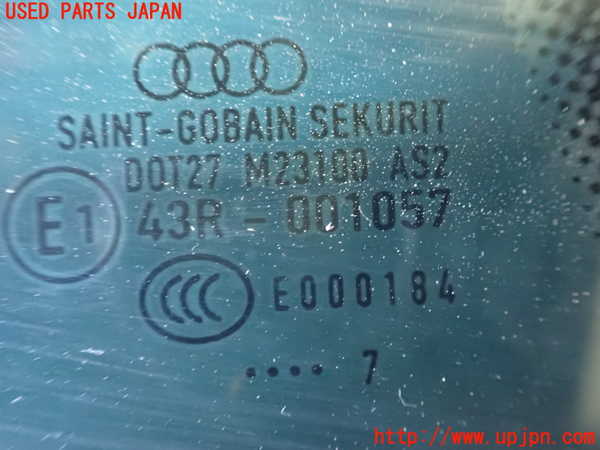 USED PARTS JAPAN
SAINT-GOBAIN SEKURIT
DOT27 M23100 AS2
E1 43R - 001057
CCC E000184
•••• 7
http://www.upjpn.com/